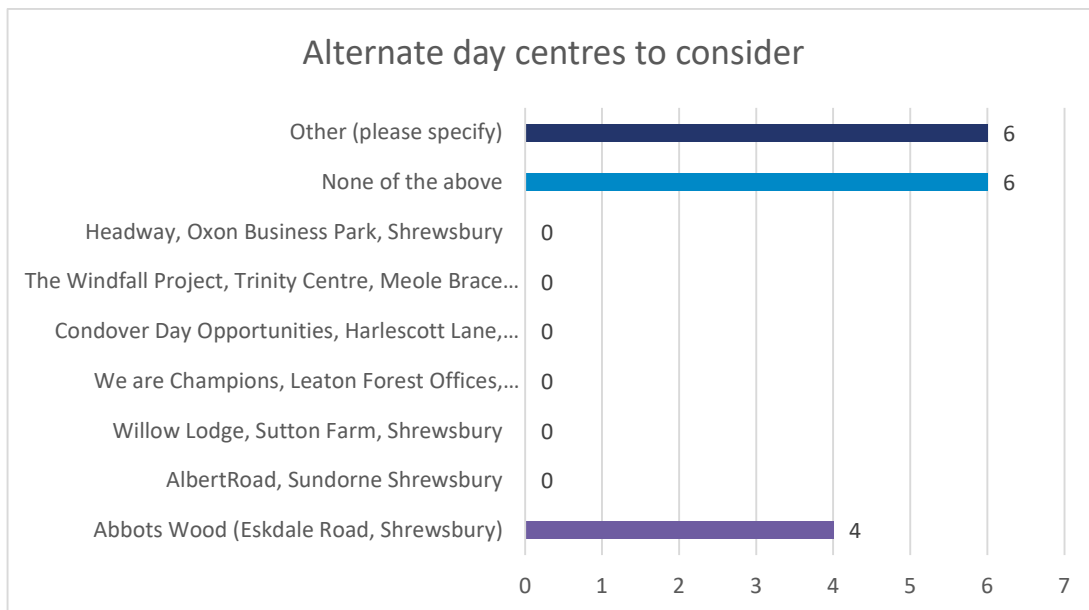 Alternate day centres to consider
Other (please specify) 6
None of the above 6
Headway, Oxon Business Park, Shrewsbury 0
The Windfall Project, Trinity Centre, Meole Brace… 0
Condover Day Opportunities, Harlescott Lane,… 0
We are Champions, Leaton Forest Offices,… 0
Willow Lodge, Sutton Farm, Shrewsbury 0
AlbertRoad, Sundorne Shrewsbury 0
Abbots Wood (Eskdale Road, Shrewsbury) 4
0 1 2 3 4 5 6 7